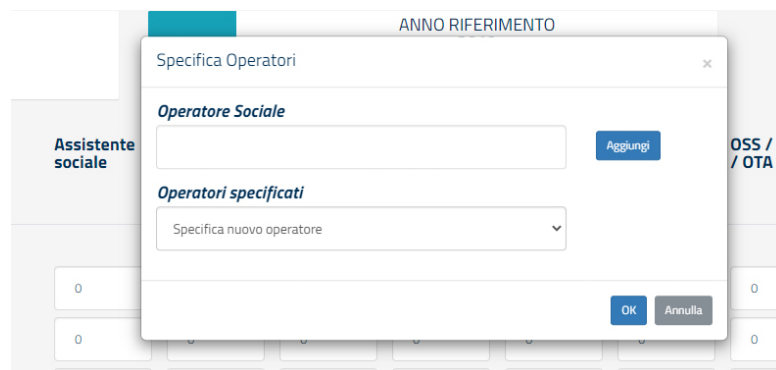 ANNO RIFERIMENTO
Specifica Operatori
×
Operatore Sociale
Assistente
sociale
Aggiungi
OSS /
/ OTA
Operatori specificati
Specifica nuovo operatore
0
0
OK
Annulla
0
0